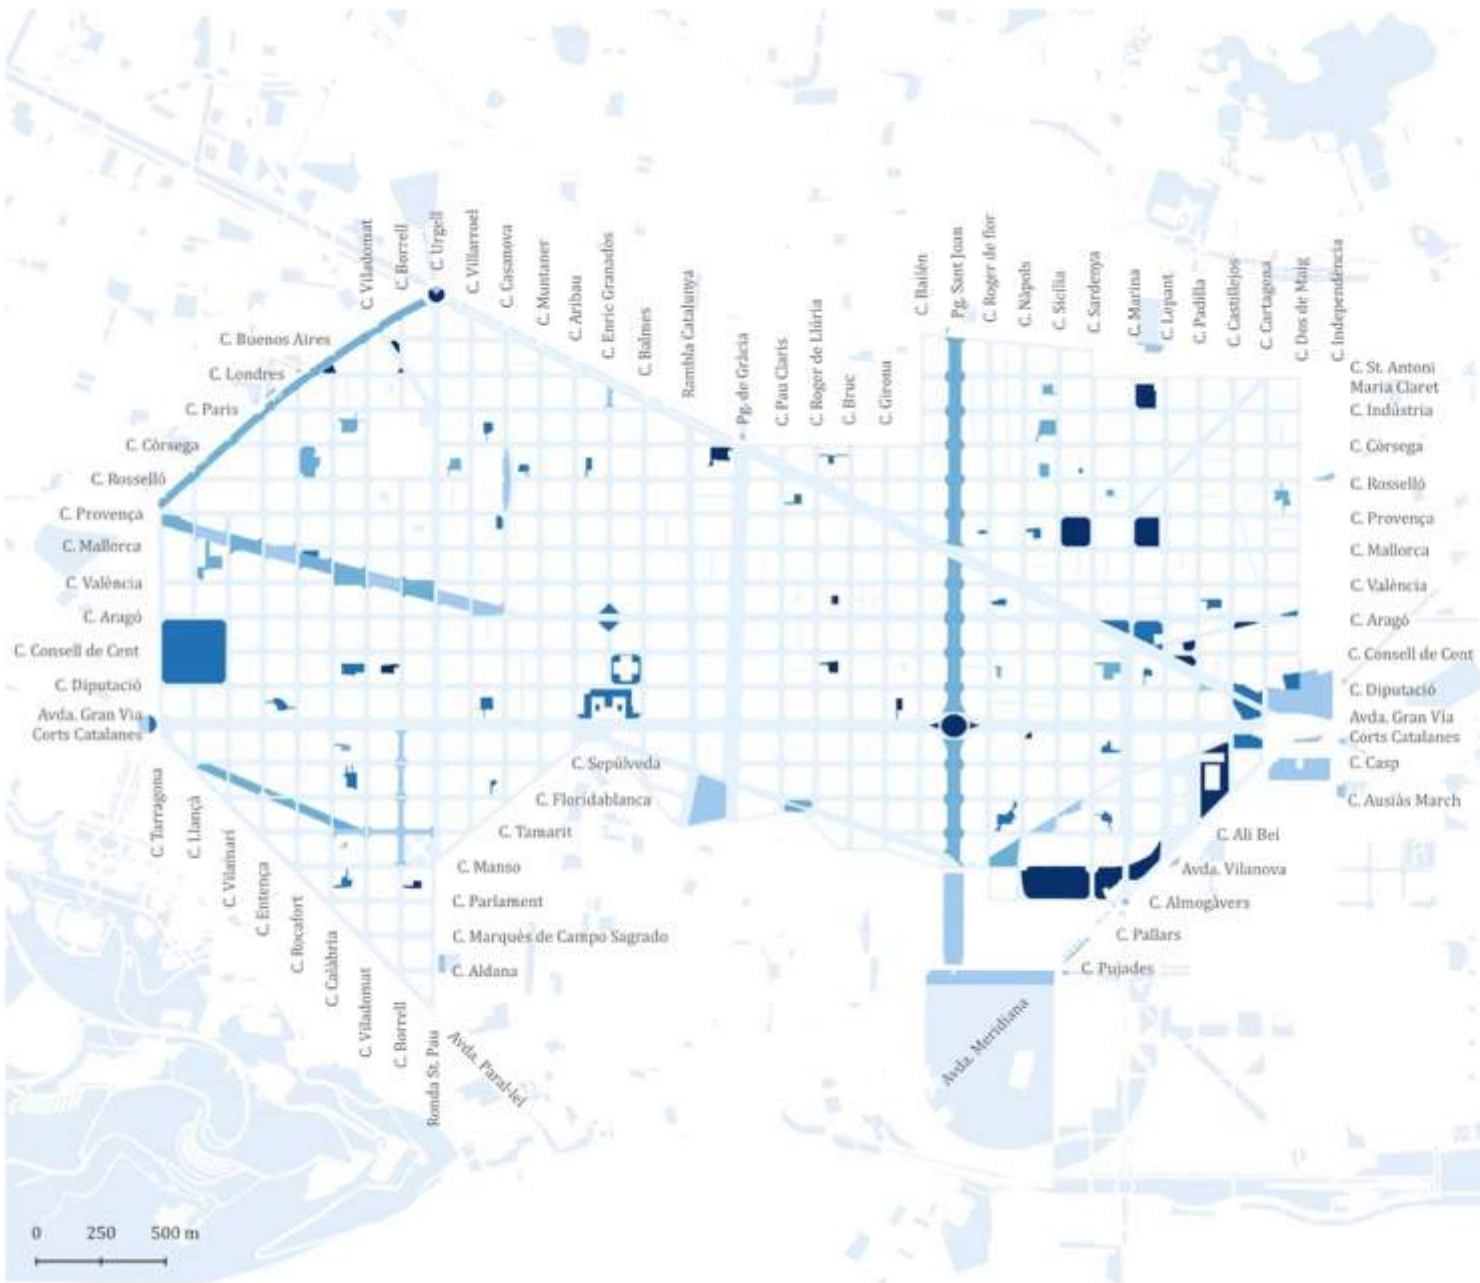 C. Viladomat
C. Borrell
C. Urgell
C. Villarroel
C. Casanova
C. Muntaner
C. Aribau
C. Enric Granados
C. Balmes
Rambla Catalunya
Pg. de Gràcia
C. Pau Claris
C. Roger de Llúria
C. Bruc
C. Girona
C. Bailén
Pg. Sant Joan
C. Roger de flor
C. Nàpols
C. Sicília
C. Sardenya
C. Marina
C. Lepant
C. Padilla
C. Castillejos
C. Cartagena
C. Dos de Maig
C. Independència
C. Buenos Aires
C. Londres
C. Paris
C. Còrsega
C. Rosselló
C. Provença
C. Mallorca
C. València
C. Aragó
C. Consell de Cent
C. Diputació
Avda. Gran Via
Corts Catalanes
C. St. Antoni
Maria Claret
C. Indústria
C. Còrsega
C. Rosselló
C. Provença
C. Mallorca
C. València
C. Aragó
C. Consell de Cent
C. Diputació
Avda. Gran Via
Corts Catalanes
C. Casp
C. Ausiàs March
C. Ali Bei
Avda. Vilanova
C. Almogàvers
C. Pallars
C. Pujades
Avda. Meridiana
C. Sepúlveda
C. Floridablanca
C. Tamarit
C. Manso
C. Parlament
C. Marquès de Campo Sagrado
C. Aldana
C. Tarragona
C. Llançà
C. Vilamarí
C. Entença
C. Rocafort
C. Calàbria
C. Viladomat
C. Borrell
Ronda St. Pau
Avda. Paral·lel
0 250 500 m